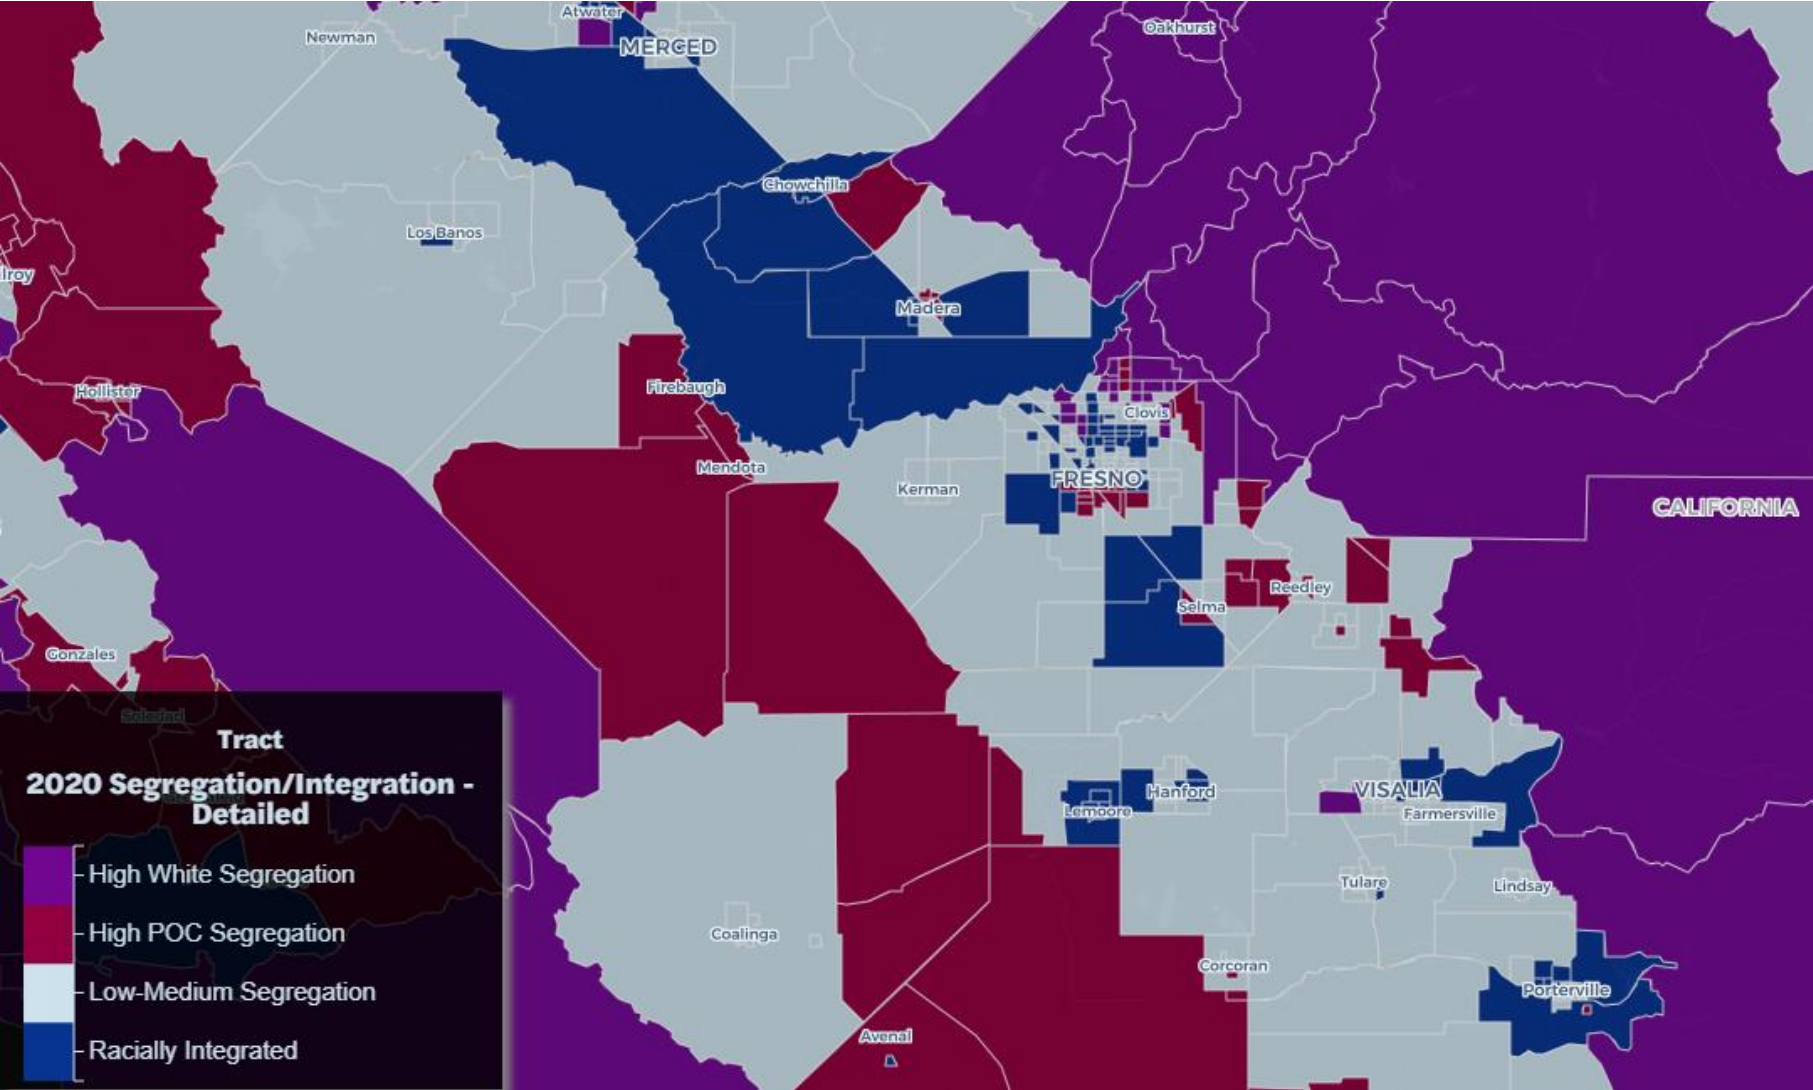 Atwater
Oakhurst
Newman
MERCED
Chowchilla
Los Banos
lroy
Madera
Firebaugh
Hollister
Clovis
Mendota
FRESNO
Kerman
CALIFORNIA
Reedley
Selma
Gonzales
Soledad
Tract
2020 Segregation/Integration -
Detailed
High White Segregation
High POC Segregation
Low-Medium Segregation
Racially Integrated
Hanford
VISALIA
Lemoore
Farmersville
Tulare
Lindsay
Coalinga
Corcoran
Porterville
Avenal